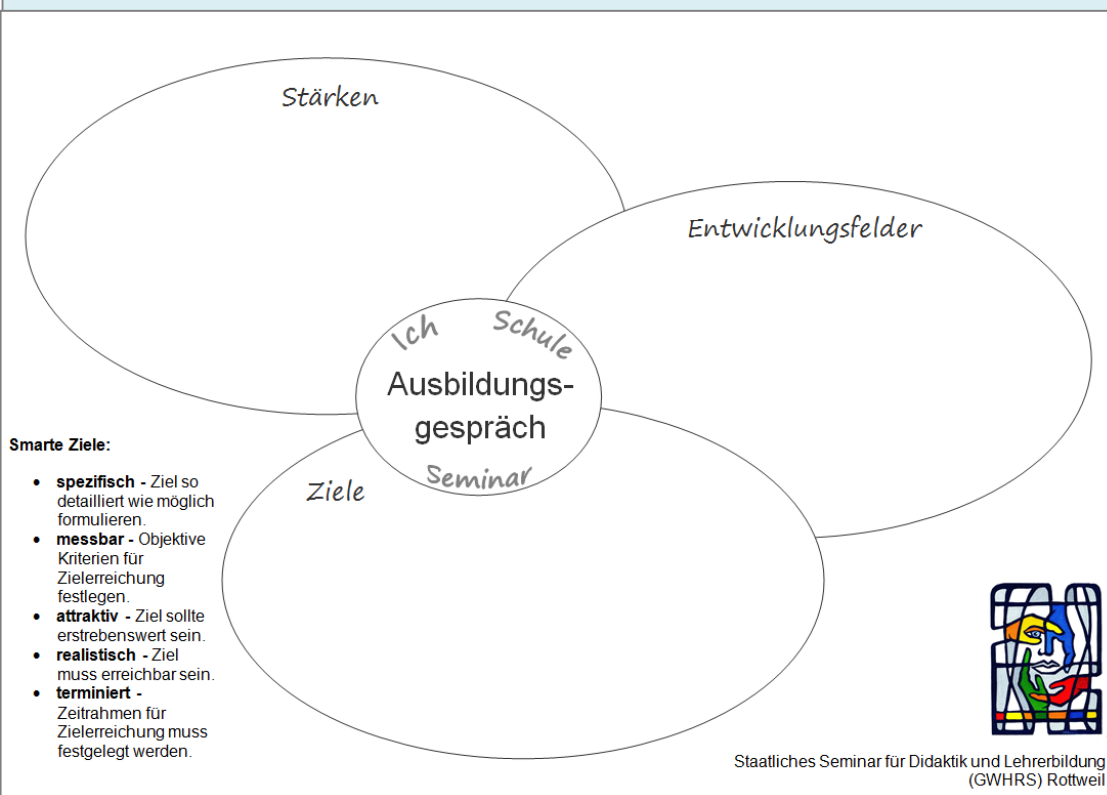 Stärken
Entwicklungsfelder
Ich
Schule
Ausbildungs-
gespräch
Seminar
Ziele
Smarte Ziele:
• spezifisch - Ziel so
detailliert wie möglich
formulieren.
• messbar - Objektive
Kriterien für
Zielerreichung
festlegen.
• attraktiv - Ziel sollte
erstrebenswert sein.
• realistisch - Ziel
muss erreichbar sein.
• terminiert -
Zeitrahmen für
Zielerreichung muss
festgelegt werden.
Staatliches Seminar für Didaktik und Lehrerbildung
(GWHRS) Rottweil